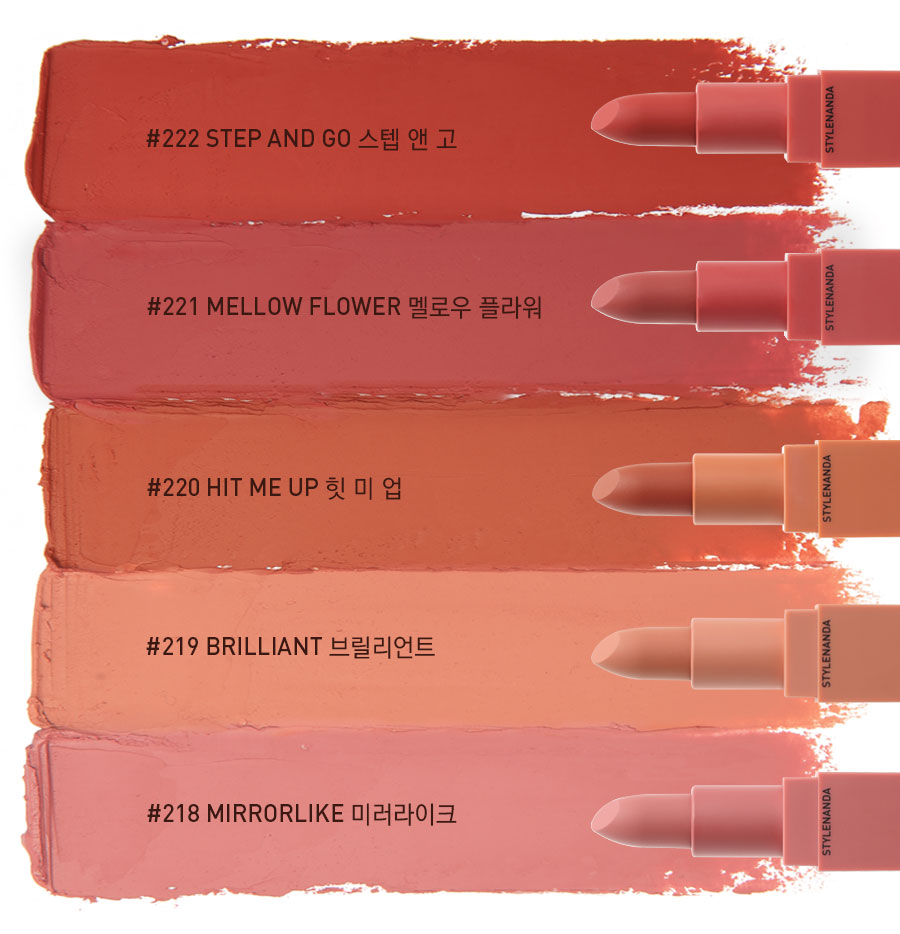 #222 STEP AND GO 스텝 앤 고
STYLENANDA
#221 MELLOW FLOWER 멜로우 플라워
STYLENANDA
#220 HIT ME UP 힛 미 업
STYLENANDA
#219 BRILLIANT 브릴리언트
STYLENANDA
#218 MIRRORLIKE 미러라이크
STYLENANDA